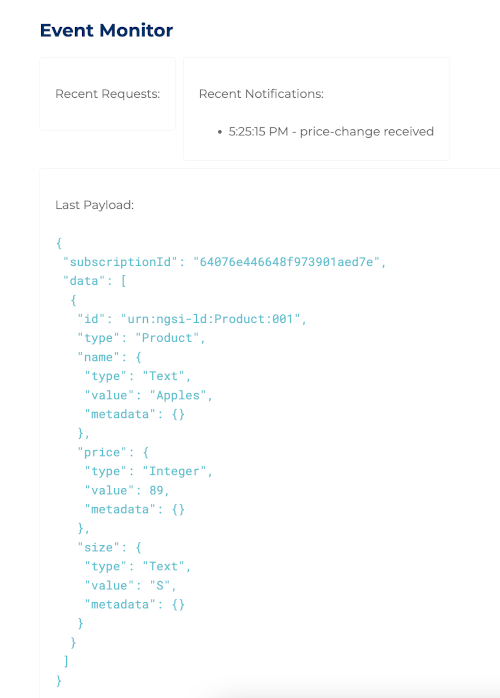 Event Monitor
Recent Requests:
Recent Notifications:
• 5:25:15 PM - price-change received
Last Payload:
{
 "subscriptionId": "64076e446648f973901aed7e",
 "data": [
  {
   "id": "urn:ngsi-ld:Product:001",
   "type": "Product",
   "name": {
    "type": "Text",
    "value": "Apples",
    "metadata": {}
   },
   "price": {
    "type": "Integer",
    "value": 89,
    "metadata": {}
   },
   "size": {
    "type": "Text",
    "value": "S",
    "metadata": {}
   }
  }
 ]
}